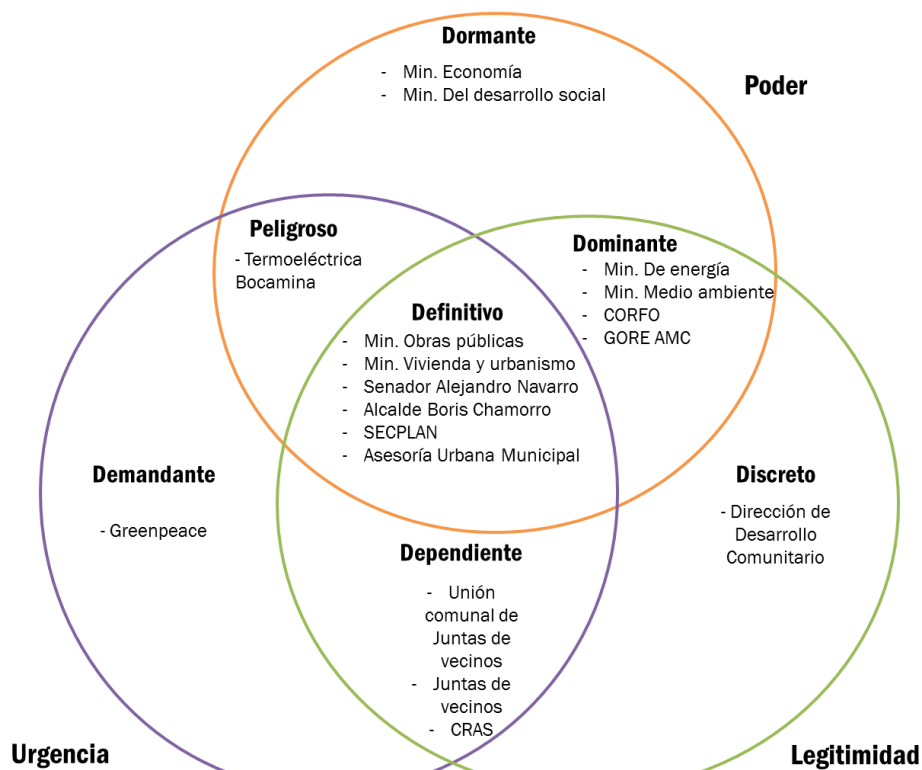 Dormante
- Min. Economía
- Min. Del desarrollo social
Poder
Peligroso
- Termoeléctrica
Bocamina
Dominante
- Min. De energía
- Min. Medio ambiente
- CORFO
- GORE AMC
Definitivo
- Min. Obras públicas
- Min. Vivienda y urbanismo
- Senador Alejandro Navarro
- Alcalde Boris Chamorro
- SECPLAN
- Asesoría Urbana Municipal
Demandante
- Greenpeace
Discreto
- Dirección de
Desarrollo
Comunitario
Dependiente
- Unión
comunal de
Juntas de
vecinos
- Juntas de
vecinos
- CRAS
Urgencia
Legitimidad